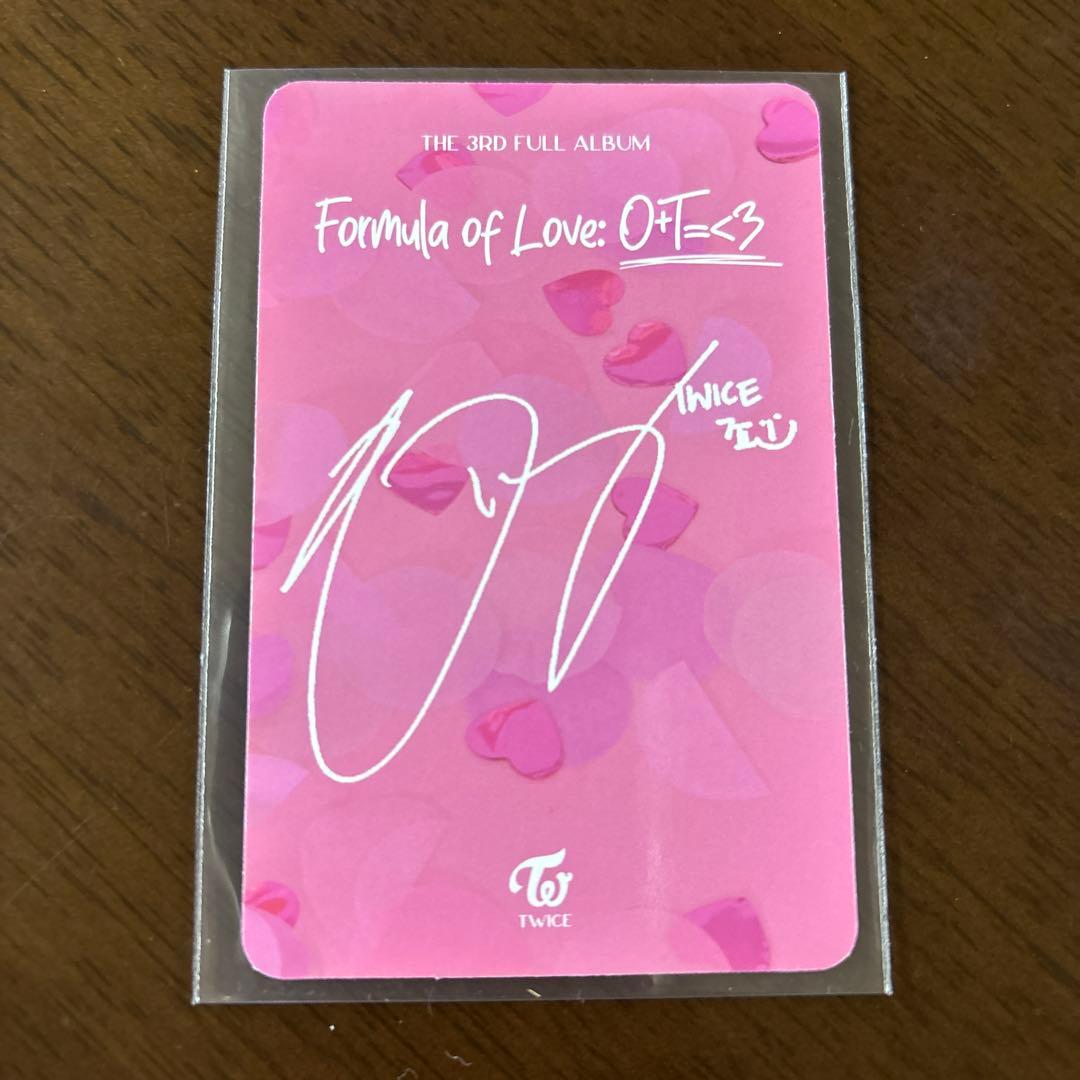 THE 3RD FULL ALBUM
Formula of Love: O+T=<3
TWICE
TWICE